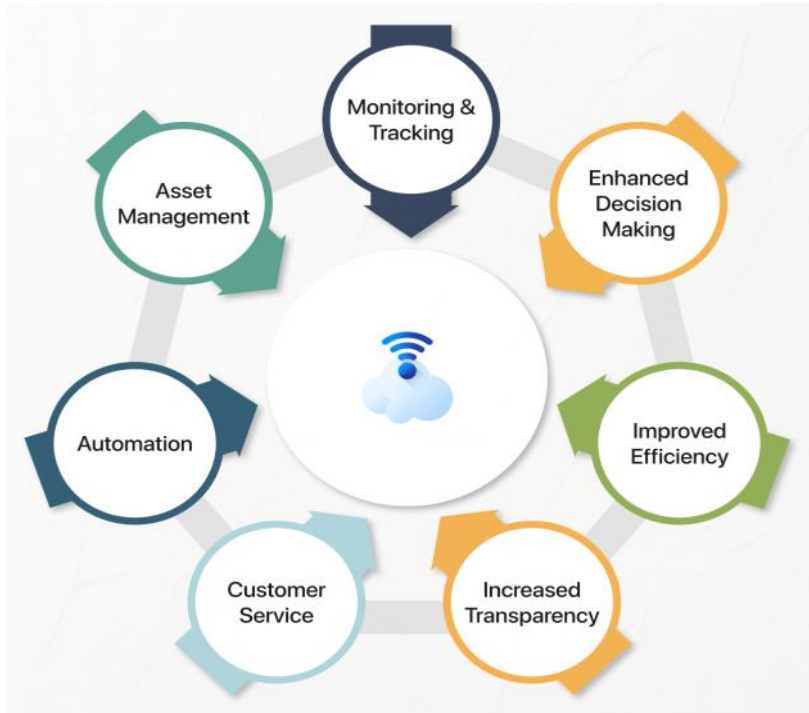 Monitoring &
Tracking
Enhanced
Decision
Making
Improved
Efficiency
Increased
Transparency
Customer
Service
Automation
Asset
Management